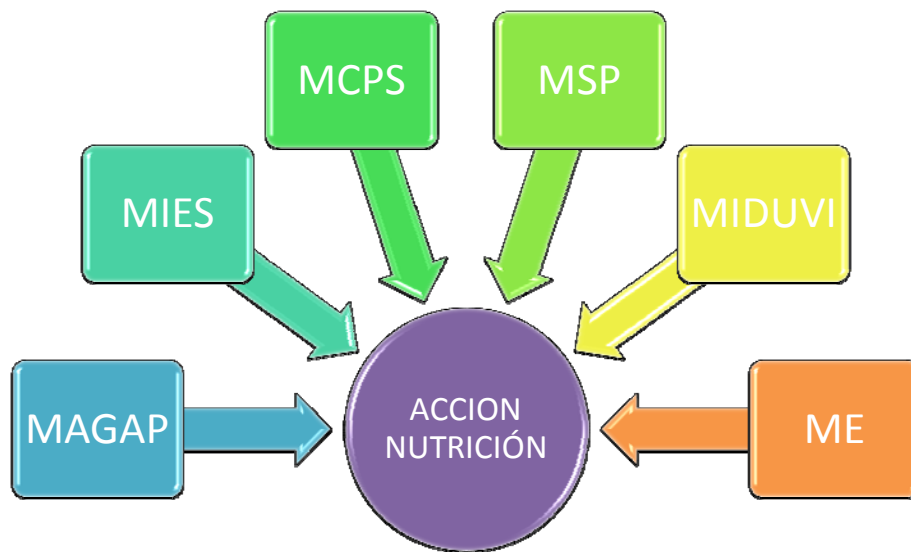 MCPS
MSP
MIES
MIDUVI
MAGAP
ACCION
NUTRICIÓN
ME